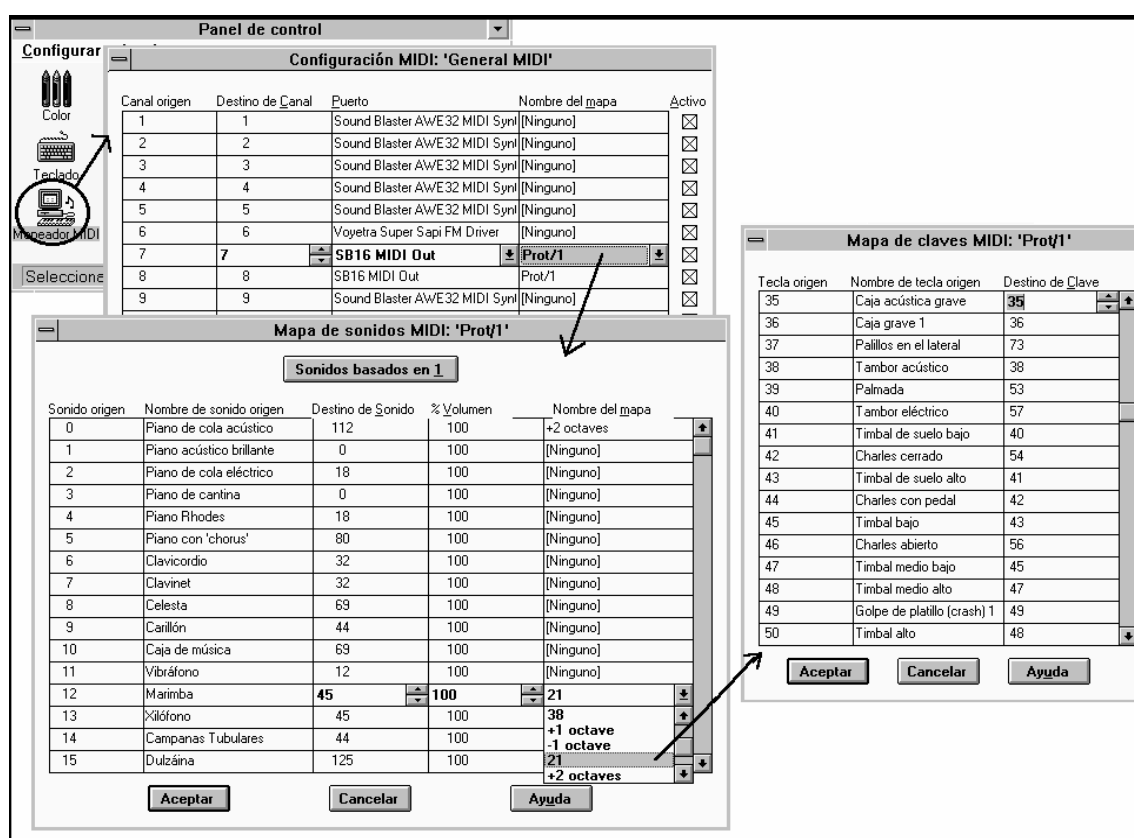 Panel de control
Configurar
Color
Teclado
Mapeador MIDI
Seleccione
Configuración MIDI: 'General MIDI'
Canal origen Destino de Canal Puerto Nombre del mapa Activo
1 1 Sound Blaster AWE32 MIDI Synt [Ninguno]
2 2 Sound Blaster AWE32 MIDI Synt [Ninguno]
3 3 Sound Blaster AWE32 MIDI Synt [Ninguno]
4 4 Sound Blaster AWE32 MIDI Synt [Ninguno]
5 5 Sound Blaster AWE32 MIDI Synt [Ninguno]
6 6 Voyetra Super Sapi FM Driver [Ninguno]
7 7 SB16 MIDI Out Prot/1
8 8 SB16 MIDI Out Prot/1
9 9 Sound Blaster AWE32 MIDI Synt [Ninguno]
Mapa de sonidos MIDI: 'Prot/1'
Sonidos basados en 1
Sonido origen Nombre de sonido origen Destino de Sonido % Volumen Nombre del mapa
0 Piano de cola acústico 112 100 +2 octaves
1 Piano acústico brillante 0 100 [Ninguno]
2 Piano de cola eléctrico 18 100 [Ninguno]
3 Piano de cantina 0 100 [Ninguno]
4 Piano Rhodes 18 100 [Ninguno]
5 Piano con 'chorus' 80 100 [Ninguno]
6 Clavicordio 32 100 [Ninguno]
7 Clavinet 32 100 [Ninguno]
8 Celesta 69 100 [Ninguno]
9 Carillón 44 100 [Ninguno]
10 Caja de música 69 100 [Ninguno]
11 Vibráfono 12 100 [Ninguno]
12 Marimba 45 100 21
13 Xilófono 45 100 38
+1 octave
14 Campanas Tubulares 44 100 -1 octave
15 Dulzáina 125 100 21
+2 octaves
Aceptar Cancelar Ayuda
Mapa de claves MIDI: 'Prot/1'
Tecla origen Nombre de tecla origen Destino de Clave
35 Caja acústica grave 35
36 Caja grave 1 36
37 Palillos en el lateral 73
38 Tambor acústico 38
39 Palmada 53
40 Tambor eléctrico 57
41 Timbal de suelo bajo 40
42 Charles cerrado 54
43 Timbal de suelo alto 41
44 Charles con pedal 42
45 Timbal bajo 43
46 Charles abierto 56
47 Timbal medio bajo 45
48 Timbal medio alto 47
49 Golpe de platillo (crash) 1 49
50 Timbal alto 48
Aceptar Cancelar Ayuda